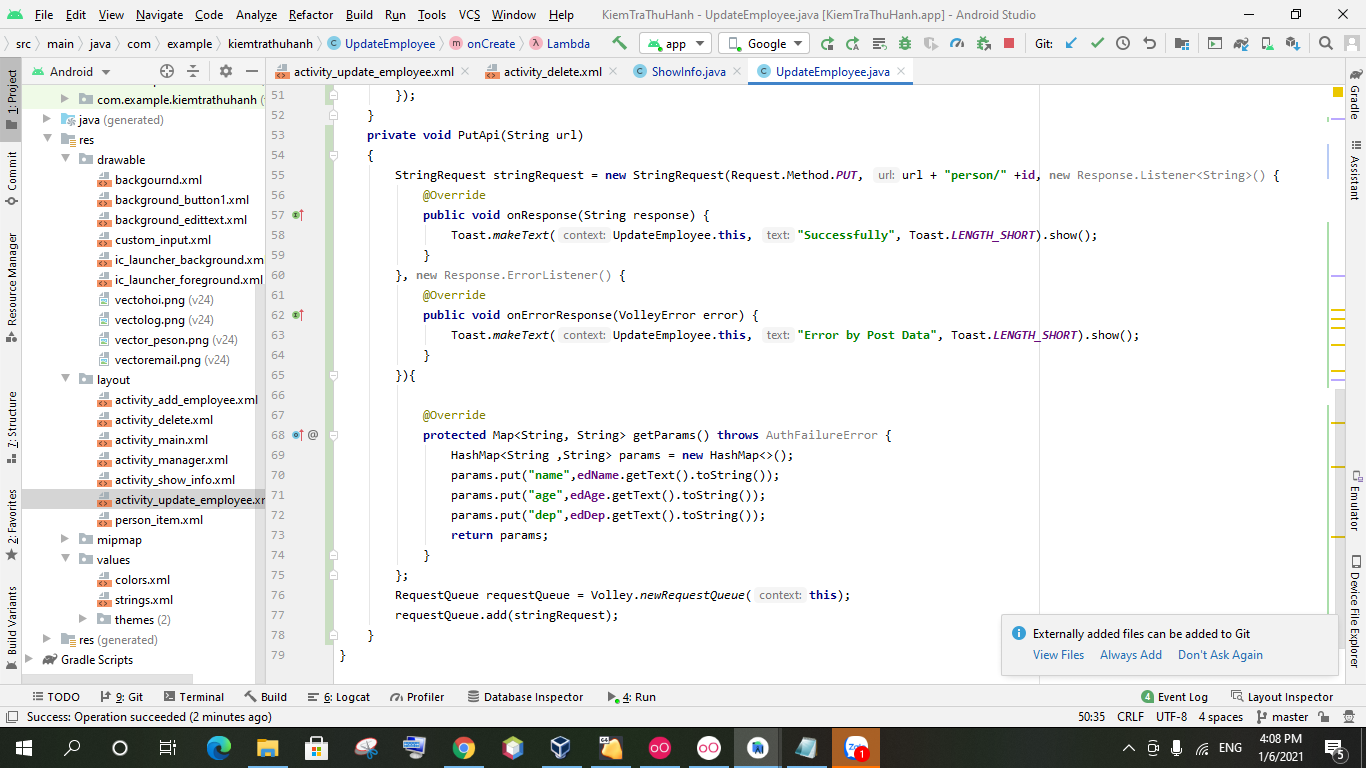 File Edit View Navigate Code Analyze Refactor Build Run Tools VCS Window Help KiemTraThuHanh - UpdateEmployee.java [KiemTraThuHanh.app] - Android Studio
src main java com example kiemtrathuhanh UpdateEmployee onCreate Lambda app Google Git:
Android activity_update_employee.xml activity_delete.xml ShowInfo.java UpdateEmployee.java
1: Project
Commit
Resource Manager
7: Structure
2: Favorites
Build Variants
com.example.kiemtrathuhanh (
java (generated)
res
drawable
backgournd.xml
background_button1.xml
background_edittext.xml
custom_input.xml
ic_launcher_background.xm
ic_launcher_foreground.xml
vectohoi.png (v24)
vectolog.png (v24)
vector_peson.png (v24)
vectoremail.png (v24)
layout
activity_add_employee.xml
activity_delete.xml
activity_main.xml
activity_manager.xml
activity_show_info.xml
activity_update_employee.xr
person_item.xml
mipmap
values
colors.xml
strings.xml
themes (2)
res (generated)
Gradle Scripts
51 });
52 }
53 private void PutApi(String url)
54 {
55 StringRequest stringRequest = new StringRequest(Request.Method.PUT, url: url + "person/" +id, new Response.Listener<String>() {
56 @Override
57 public void onResponse(String response) {
58 Toast.makeText( context: UpdateEmployee.this, text: "Successfully", Toast.LENGTH_SHORT).show();
59 }
60 }, new Response.ErrorListener() {
61 @Override
62 public void onErrorResponse(VolleyError error) {
63 Toast.makeText( context: UpdateEmployee.this, text: "Error by Post Data", Toast.LENGTH_SHORT).show();
64 }
65 }){
66
67 @Override
68 @ protected Map<String, String> getParams() throws AuthFailureError {
69 HashMap<String ,String> params = new HashMap<>();
70 params.put("name",edName.getText().toString());
71 params.put("age",edAge.getText().toString());
72 params.put("dep",edDep.getText().toString());
73 return params;
74 }
75 };
76 RequestQueue requestQueue = Volley.newRequestQueue( context: this);
77 requestQueue.add(stringRequest);
78 }
79 }
Gradle
Assistant
Emulator
Device File Explorer
Externally added files can be added to Git
View Files Always Add Don't Ask Again
TODO 9: Git Terminal Build 6: Logcat Profiler Database Inspector 4: Run 4 Event Log Layout Inspector
Success: Operation succeeded (2 minutes ago) 50:35 CRLF UTF-8 4 spaces master
ENG 4:08 PM
1/6/2021 5